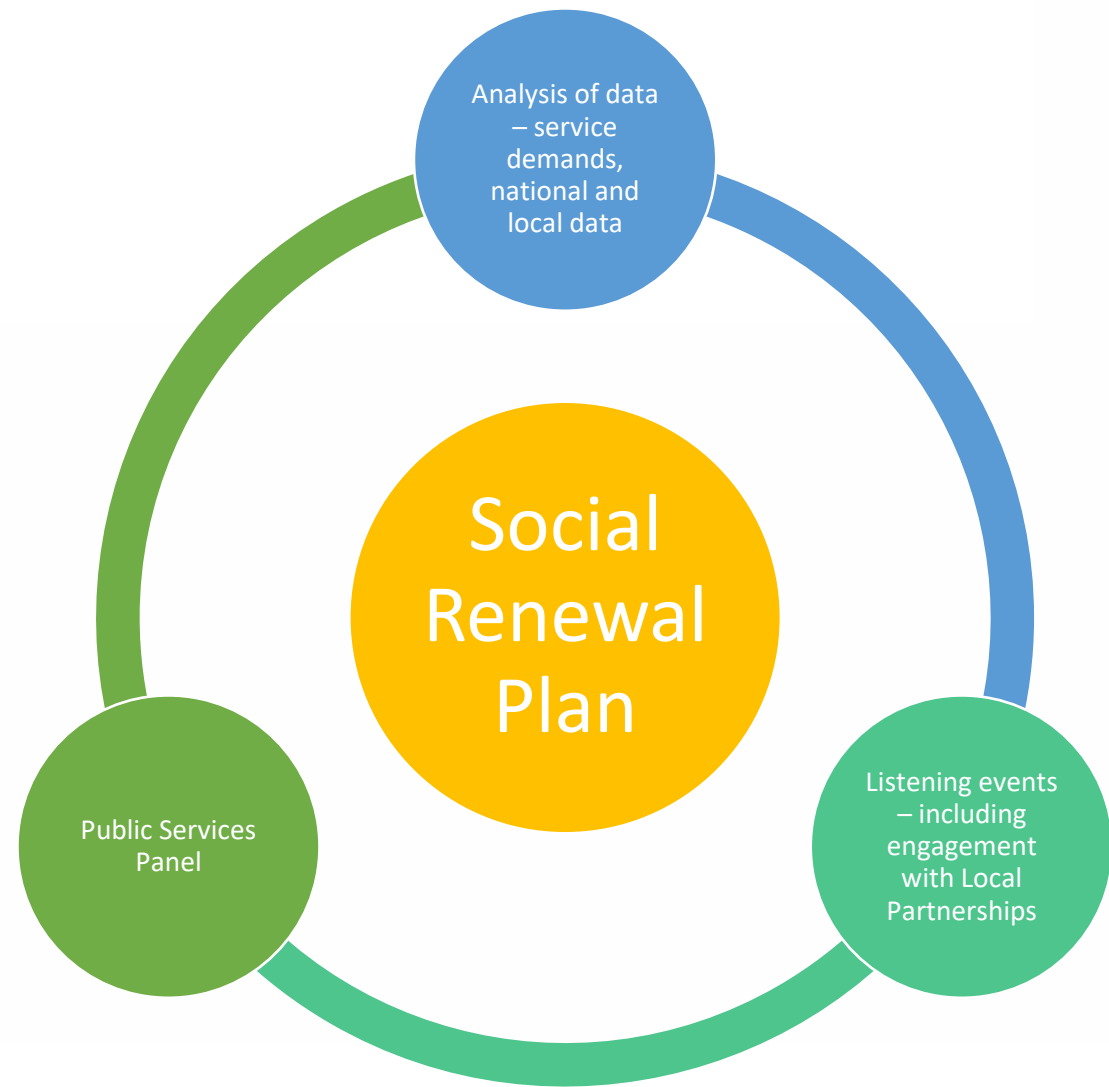 Analysis of data
– service
demands,
national and
local data
Social
Renewal
Plan
Public Services
Panel
Listening events
– including
engagement
with Local
Partnerships